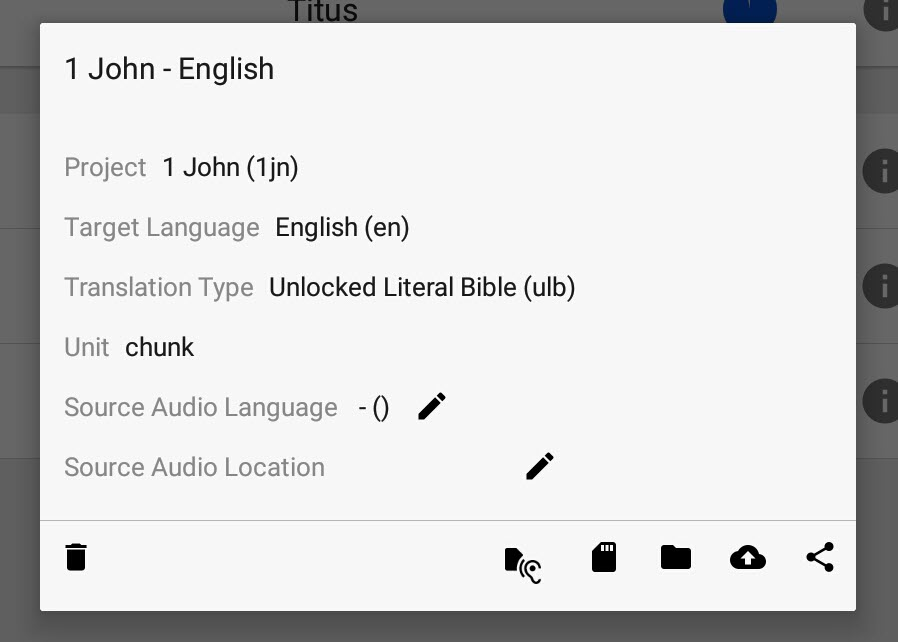 Titus
1 John - English
Project 1 John (1jn)
Target Language English (en)
Translation Type Unlocked Literal Bible (ulb)
Unit chunk
Source Audio Language - ()
Source Audio Location